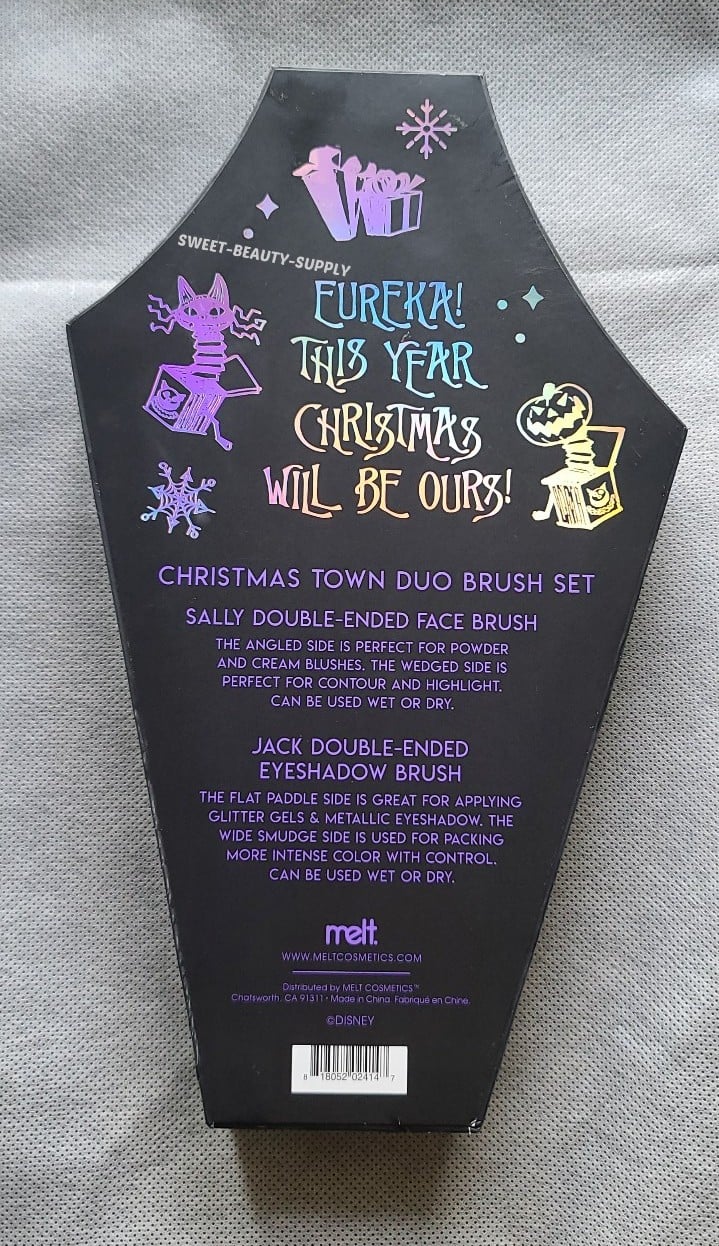 SWEET-BEAUTY-SUPPLY
EUREKA!
THIS YEAR
CHRISTMAS
WILL BE OURS!
CHRISTMAS TOWN DUO BRUSH SET
SALLY DOUBLE-ENDED FACE BRUSH
THE ANGLED SIDE IS PERFECT FOR POWDER
AND CREAM BLUSHES. THE WEDGED SIDE IS
PERFECT FOR CONTOUR AND HIGHLIGHT.
CAN BE USED WET OR DRY.
JACK DOUBLE-ENDED
EYESHADOW BRUSH
THE FLAT PADDLE SIDE IS GREAT FOR APPLYING
GLITTER GELS & METALLIC EYESHADOW. THE
WIDE SMUDGE SIDE IS USED FOR PACKING
MORE INTENSE COLOR WITH CONTROL.
CAN BE USED WET OR DRY.
melt.
WWW.MELTCOSMETICS.COM
Distributed by MELT COSMETICS™
Chatsworth, CA 91311 • Made in China. Fabriqué en Chine.
©DISNEY
8 18052 02414 7